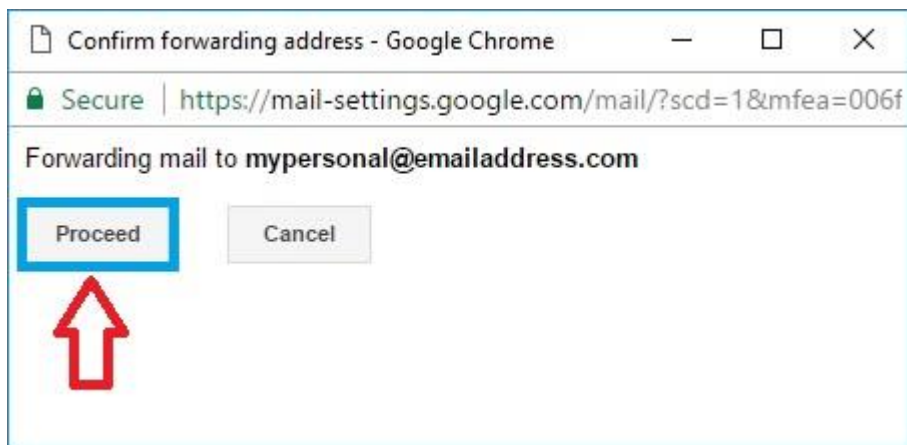 Confirm forwarding address - Google Chrome
Secure | https://mail-settings.google.com/mail/?scd=1&mfea=006f
Forwarding mail to mypersonal@emailaddress.com
Proceed Cancel